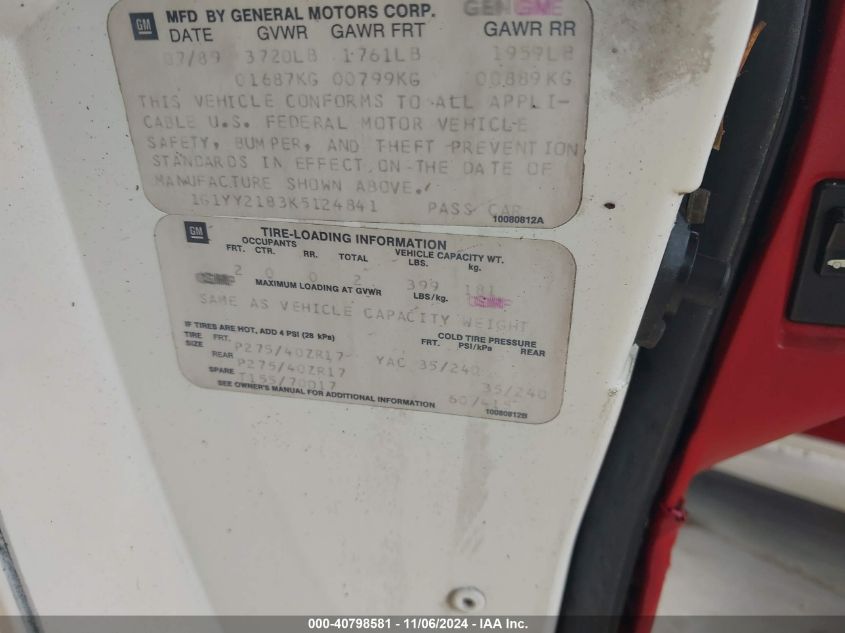 GM MFD BY GENERAL MOTORS CORP. GEN GME
DATE GVWR GAWR FRT GAWR RR
07/89 3720LB 1761LB 1959LB
01687KG 00799KG 00889KG
THIS VEHICLE CONFORMS TO ALL APPLI-
CABLE U.S. FEDERAL MOTOR VEHICLE
SAFETY, BUMPER, AND THEFT PREVENTION
STANDARDS IN EFFECT ON THE DATE OF
MANUFACTURE SHOWN ABOVE.
1G1YY2183K5124841 PASS CAR
10080812A
GM TIRE-LOADING INFORMATION
OCCUPANTS VEHICLE CAPACITY WT.
FRT. CTR. RR. TOTAL LBS. kg.
2 0 0 2 399 181
MAXIMUM LOADING AT GVWR LBS/kg.
SAME AS VEHICLE CAPACITY WEIGHT
IF TIRES ARE HOT, ADD 4 PSI (28 kPa) COLD TIRE PRESSURE
TIRE SIZE FRT. FRT. PSI/kPa REAR
P275/40ZR17 YAC 35/240
REAR P275/40ZR17 35/240
SPARE T155/70D17 60/414
SEE OWNER'S MANUAL FOR ADDITIONAL INFORMATION 10080812B
000-40798581 - 11/06/2024 - IAA Inc.